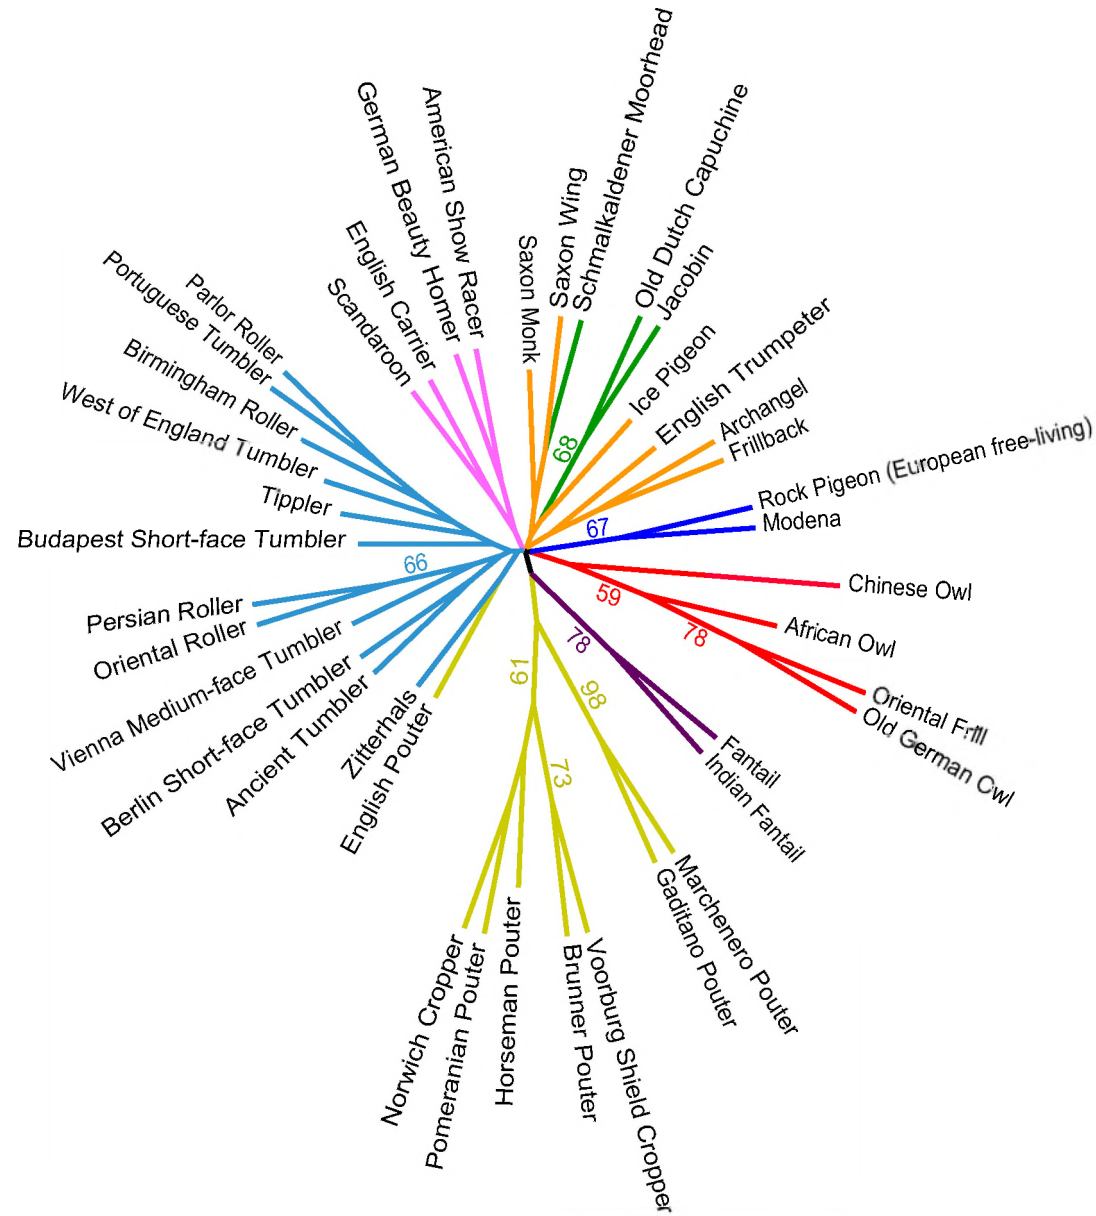 American Show Racer
German Beauty Homer
English Carrier
Scandaroon
Saxon Monk
Saxon Wing
Schmalkaldener Moorhead
Old Dutch Capuchine
Jacobin
68
Ice Pigeon
English Trumpeter
Archangel
Frillback
Rock Pigeon (European free-living)
67
Modena
Chinese Owl
59
African Owl
78
Oriental Frill
Old German Cwl
78
Fantail
Indian Fantail
98
Marchenero Pouter
Gaditano Pouter
61
73
Voorburg Shield Cropper
Brunner Pouter
Horseman Pouter
Pomeranian Pouter
Norwich Cropper
English Pouter
Zitterhals
Ancient Tumbler
Berlin Short-face Tumbler
Vienna Medium-face Tumbler
Oriental Roller
Persian Roller
66
Budapest Short-face Tumbler
Tippler
West of England Tumbler
Birmingham Roller
Portuguese Tumbler
Parlor Roller